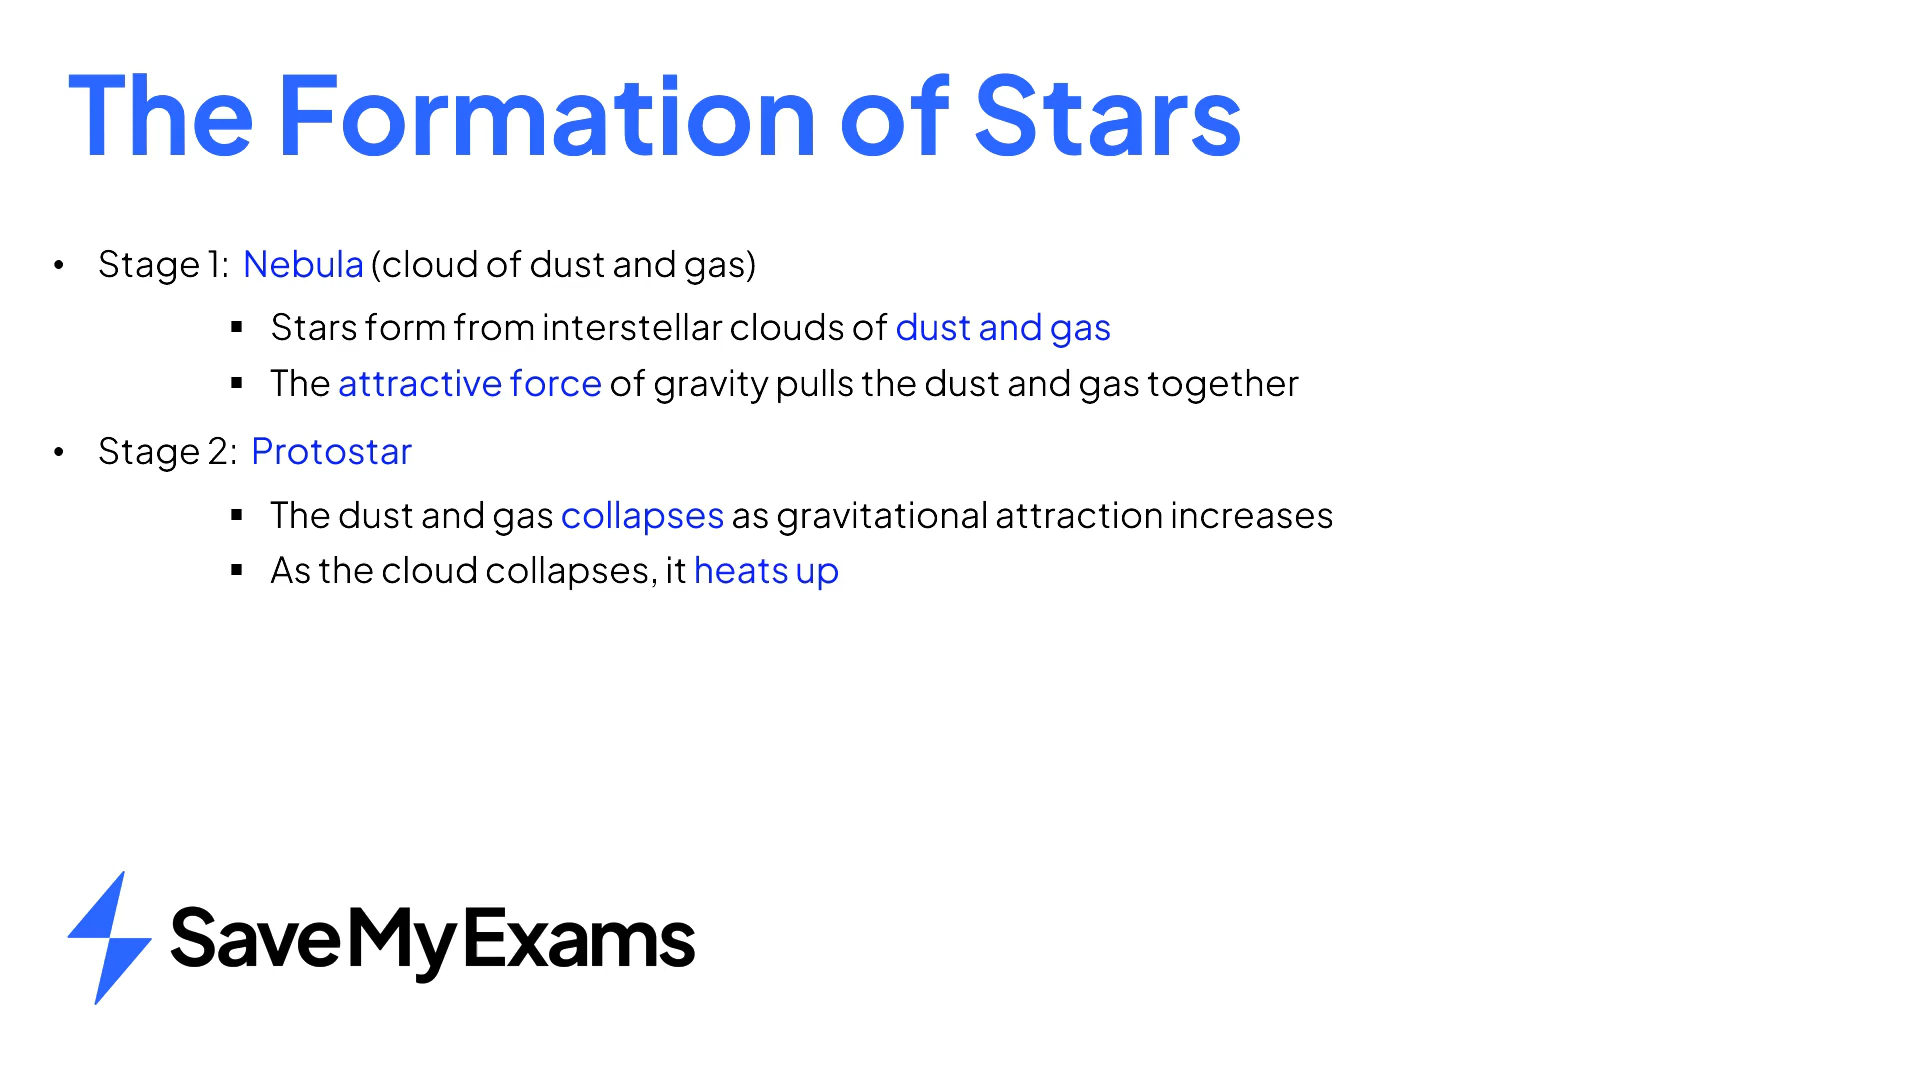 The Formation of Stars
• Stage 1: Nebula (cloud of dust and gas)
▪ Stars form from interstellar clouds of dust and gas
▪ The attractive force of gravity pulls the dust and gas together
• Stage 2: Protostar
▪ The dust and gas collapses as gravitational attraction increases
▪ As the cloud collapses, it heats up
SaveMyExams